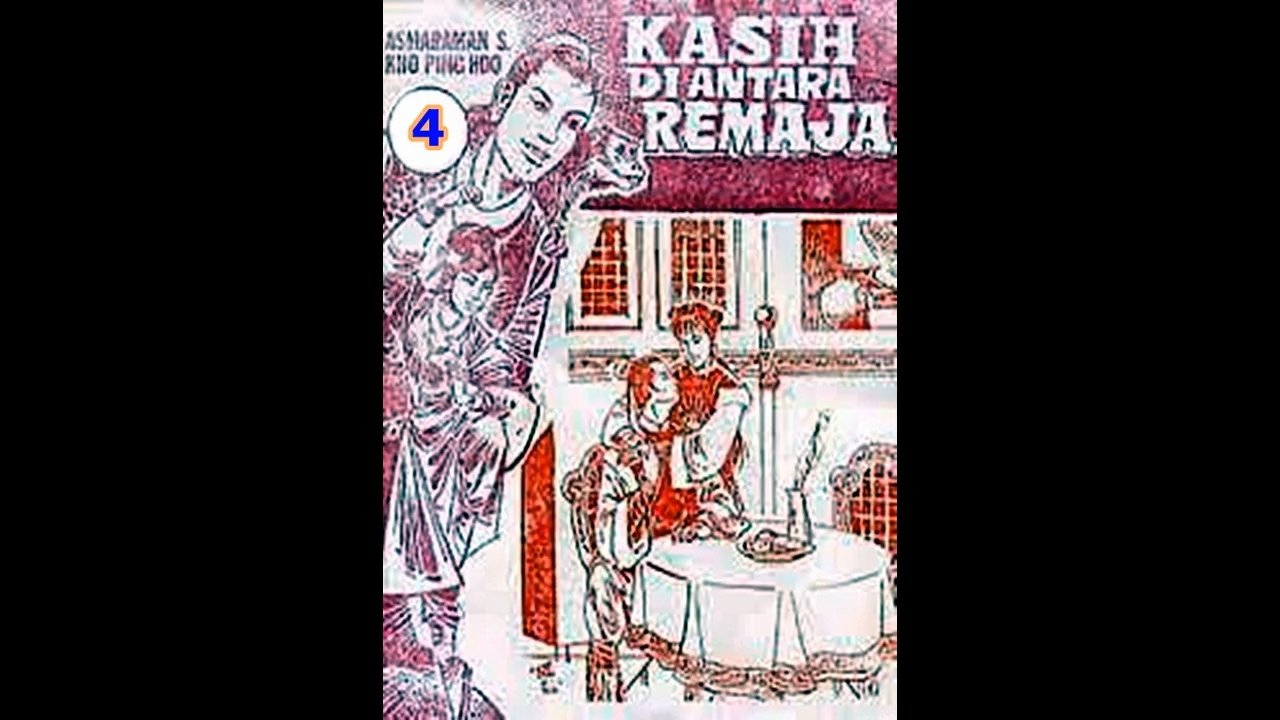 ASMARAMAN S.
KHO PING HOO
4
KASIH
DI ANTARA
REMAJA